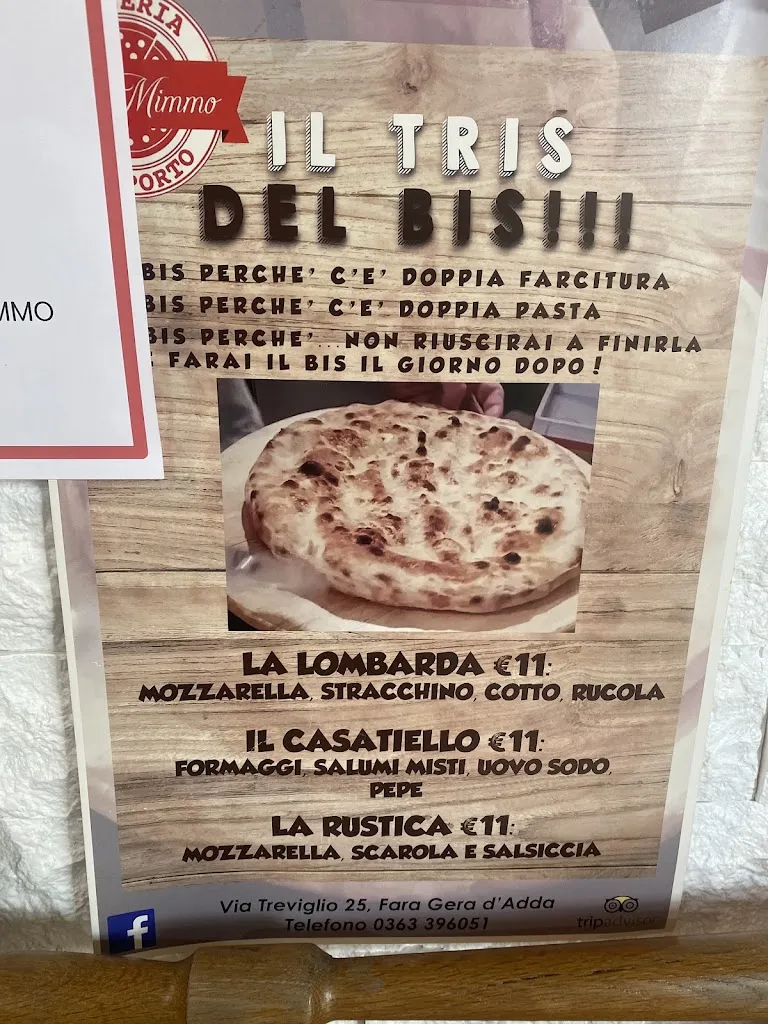 Mimmo
IL TRIS
DEL BIS!!!
BIS PERCHE' C'E' DOPPIA FARCITURA
BIS PERCHE' C'E' DOPPIA PASTA
BIS PERCHE'...NON RIUSCIRAI A FINIRLA
FARAI IL BIS IL GIORNO DOPO!
MMO
LA LOMBARDA €11:
MOZZARELLA, STRACCHINO, COTTO, RUCOLA
IL CASATIELLO €11:
FORMAGGI, SALUMI MISTI, UOVO SODO,
PEPE
LA RUSTICA €11:
MOZZARELLA, SCAROLA E SALSICCIA
Via Treviglio 25, Fara Gera d'Adda
Telefono 0363 396051
f
tripadvisor